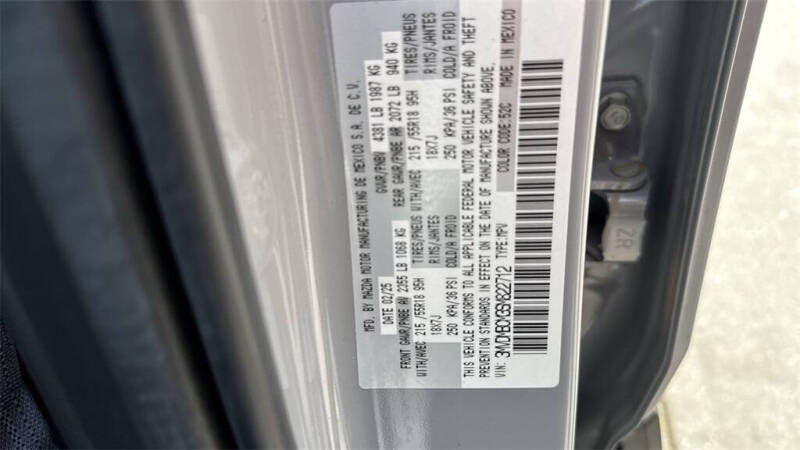 MFD. BY MAZDA MOTOR MANUFACTURING DE MEXICO S.A. DE C.V.
DATE 02/25 GVWR/PNBV 4381 LB 1987 KG
FRONT GAWR/PNBE AV 2355 LB 1068 KG REAR GAWR/PNBE AR 2072 LB 940 KG
WITH/AVEC 215 /55R18 95H TIRES/PNEUS WITH/AVEC 215 /55R18 95H TIRES/PNEUS
18X7J RIMS/JANTES 18X7J RIMS/JANTES
250 KPA/36 PSI COLD/A FROID 250 KPA/36 PSI COLD/A FROID
THIS VEHICLE CONFORMS TO ALL APPLICABLE FEDERAL MOTOR VEHICLE SAFETY AND THEFT
PREVENTION STANDARDS IN EFFECT ON THE DATE OF MANUFACTURE SHOWN ABOVE.
VIN: TYPE:MPV COLOR CODE:52C MADE IN MEXICO
ZR